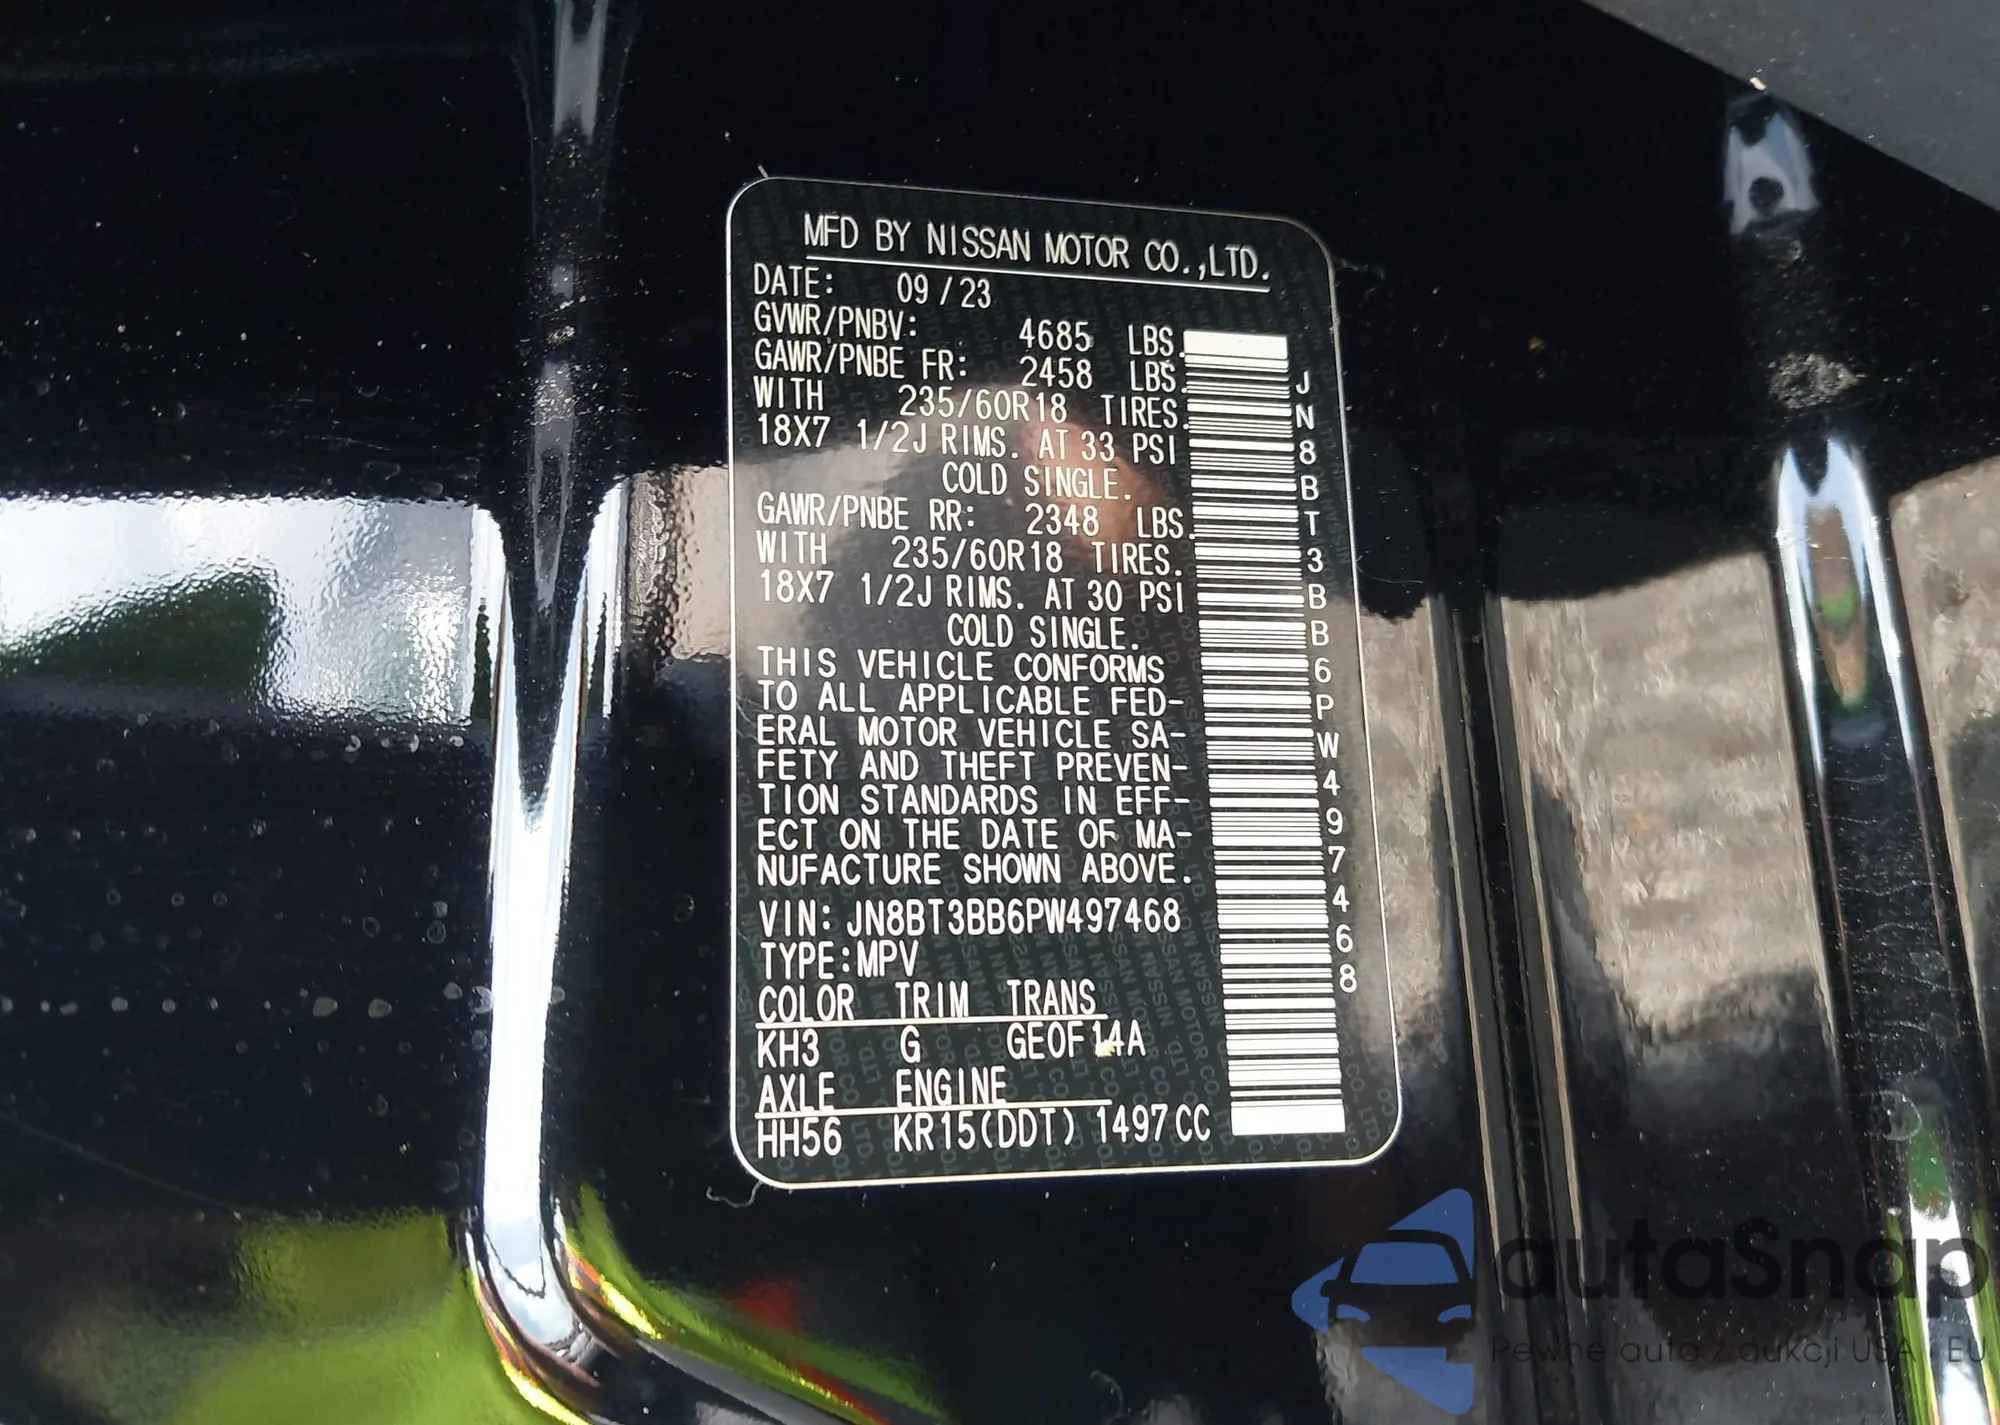 MFD BY NISSAN MOTOR CO.,LTD.
DATE: 09/23
GVWR/PNBV: 4685 LBS.
GAWR/PNBE FR: 2458 LBS.
WITH 235/60R18 TIRES.
18X7 1/2J RIMS. AT 33 PSI
COLD SINGLE.
GAWR/PNBE RR: 2348 LBS.
WITH 235/60R18 TIRES.
18X7 1/2J RIMS. AT 30 PSI
COLD SINGLE.
THIS VEHICLE CONFORMS
TO ALL APPLICABLE FED-
ERAL MOTOR VEHICLE SA-
FETY AND THEFT PREVEN-
TION STANDARDS IN EFF-
ECT ON THE DATE OF MA-
NUFACTURE SHOWN ABOVE.
VIN: JN8BT3BB6PW497468
TYPE:MPV
COLOR TRIM TRANS
KH3 G GEOF14A
AXLE ENGINE
HH56 KR15(DDT) 1497CC
JN8BT3BB6PW497468
autaSnap
Pewne auta z aukcji USA i EU